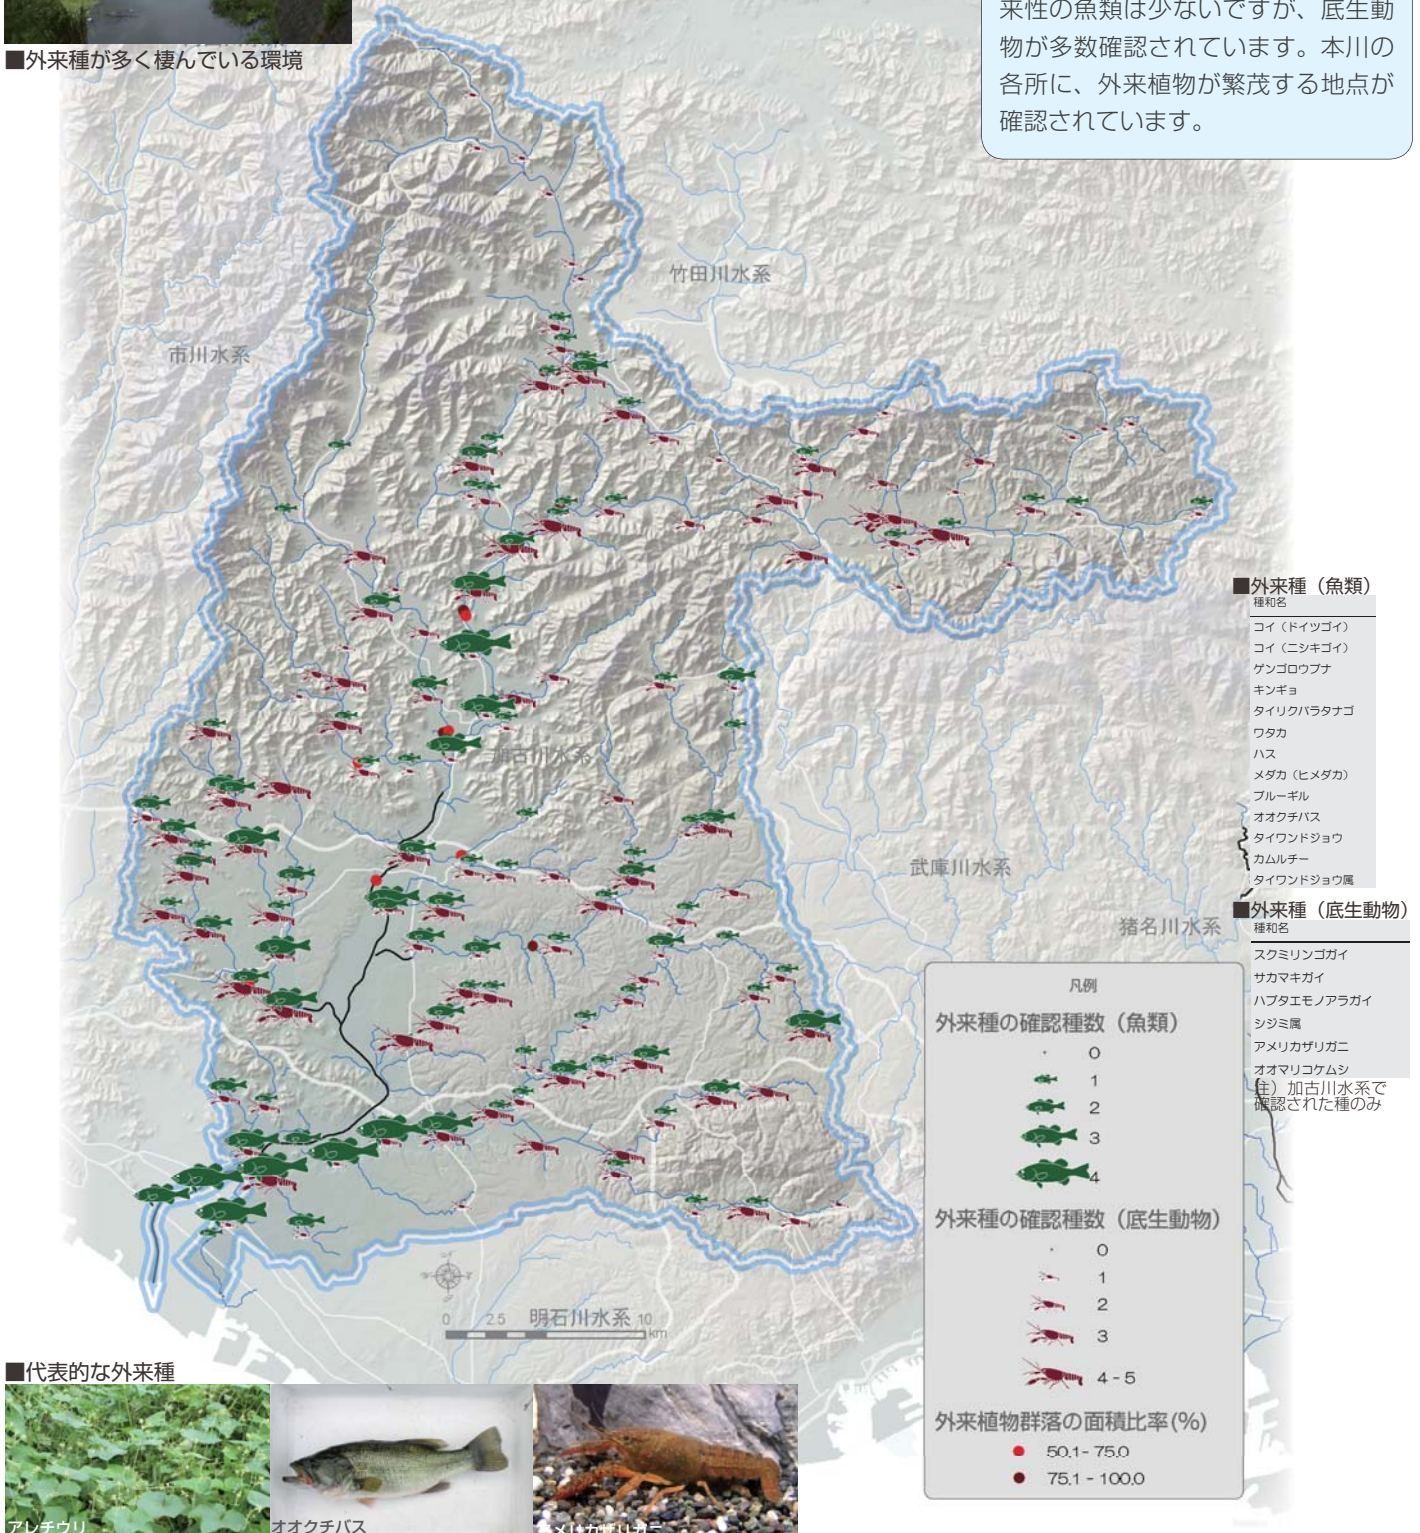 ■外来種が多く棲んでいる環境
来性の魚類は少ないですが、底生動
物が多数確認されています。本川の
各所に、外来植物が繁茂する地点が
確認されています。
竹田川水系
市川水系
加古川水系
武庫川水系
猪名川水系
明石川水系
0 2.5 10
km
■外来種（魚類）
種和名
コイ（ドイツゴイ）
コイ（ニシキゴイ）
ゲンゴロウブナ
キンギョ
タイリクバラタナゴ
ワタカ
ハス
メダカ（ヒメダカ）
ブルーギル
オオクチバス
タイワンドジョウ
カムルチー
タイワンドジョウ属
■外来種（底生動物）
種和名
スクミリンゴガイ
サカマキガイ
ハブタエモノアラガイ
シジミ属
アメリカザリガニ
オオマリコケムシ
注）加古川水系で
確認された種のみ
凡例
外来種の確認種数（魚類）
0
1
2
3
4
外来種の確認種数（底生動物）
0
1
2
3
4 - 5
外来植物群落の面積比率(%)
50.1 - 75.0
75.1 - 100.0
■代表的な外来種
アレチウリ
オオクチバス
アメリカザリガニ